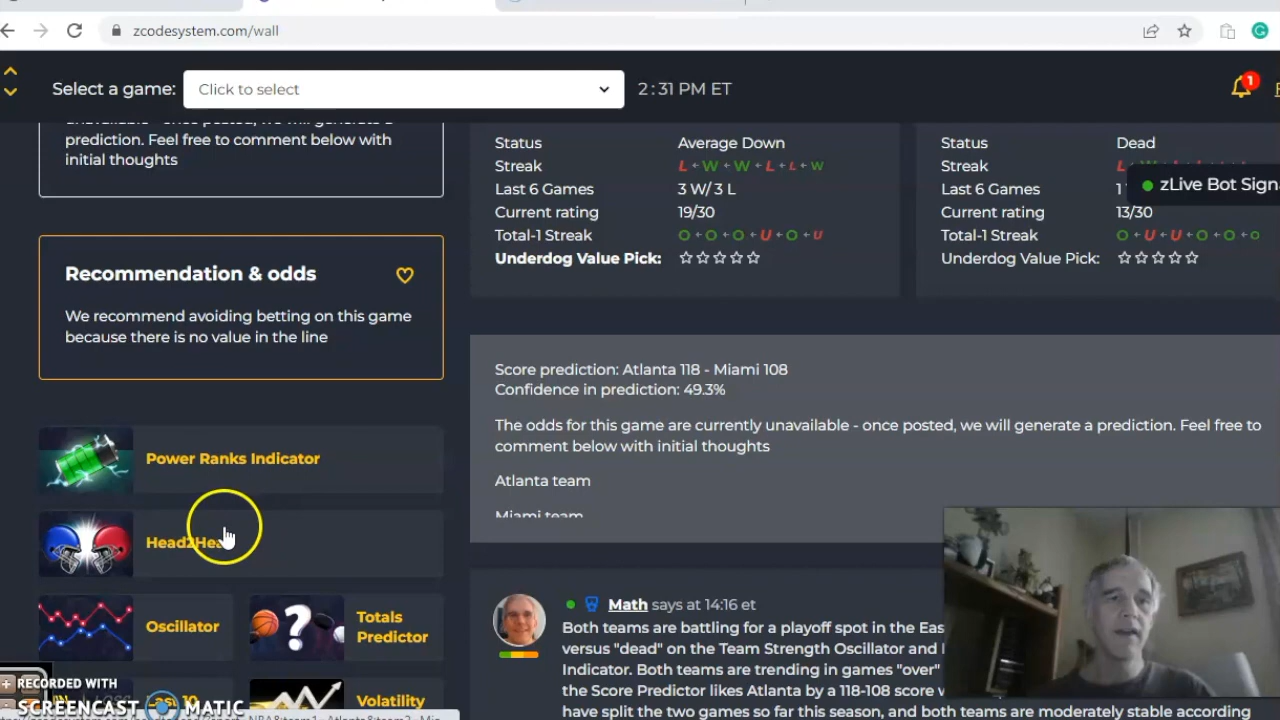 zcodesystem.com/wall
Select a game: Click to select 2:31 PM ET
1
prediction. Feel free to comment below with
initial thoughts
Recommendation & odds
We recommend avoiding betting on this game
because there is no value in the line
Power Ranks Indicator
Head2Hea
Oscillator
Totals
Predictor
Last 10
Volatility
Status Average Down
Streak L W W L L W
Last 6 Games 3 W/ 3 L
Current rating 19/30
Total-1 Streak O O O U O U
Underdog Value Pick:
Status Dead
Streak
Last 6 Games 1
Current rating 13/30
Total-1 Streak O U U O O O
Underdog Value Pick:
zLive Bot Signa
Score prediction: Atlanta 118 - Miami 108
Confidence in prediction: 49.3%
The odds for this game are currently unavailable - once posted, we will generate a prediction. Feel free to
comment below with initial thoughts
Atlanta team
Miami team
Math says at 14:16 et
Both teams are battling for a playoff spot in the Eas
versus "dead" on the Team Strength Oscillator and
Indicator. Both teams are trending in games "over"
the Score Predictor likes Atlanta by a 118-108 score
have split the two games so far this season, and both teams are moderately stable according
RECORDED WITH
SCREENCAST MATIC